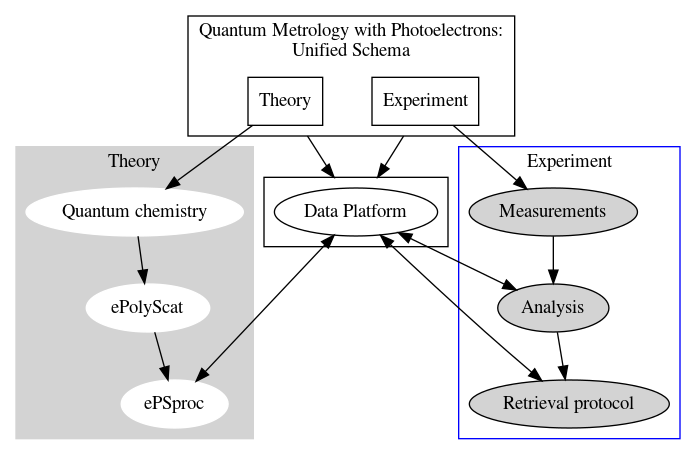 Quantum Metrology with Photoelectrons:
Unified Schema
Theory
Experiment
Theory
Experiment
Quantum chemistry
Data Platform
Measurements
ePolyScat
Analysis
ePSproc
Retrieval protocol